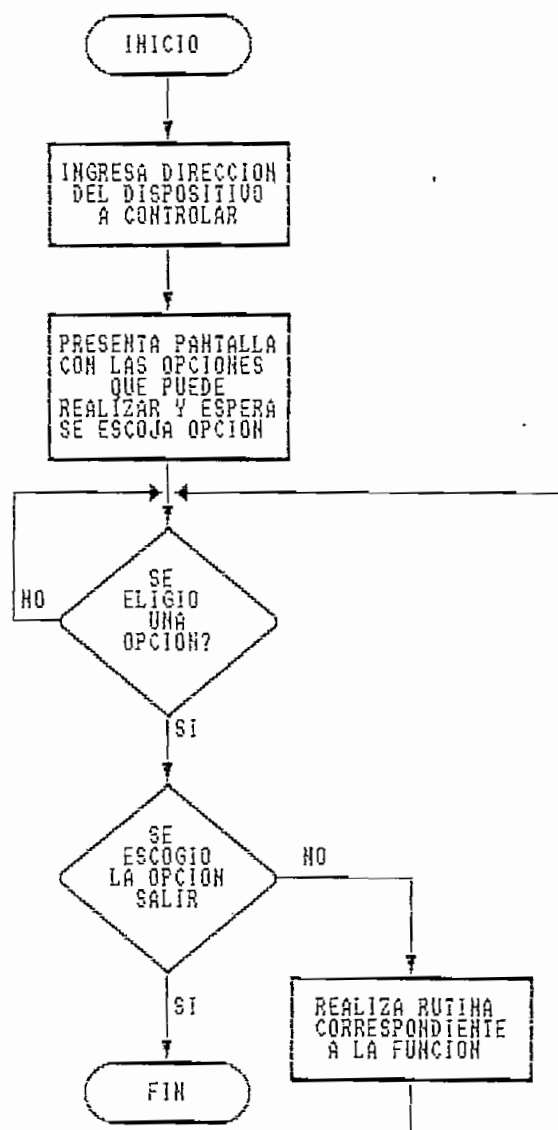 INICIO
INGRESA DIRECCION
DEL DISPOSITIVO
A CONTROLAR
PRESENTA PANTALLA
CON LAS OPCIONES
QUE PUEDE
REALIZAR Y ESPERA
SE ESCOJA OPCION
SE
ELIGIO
UNA
OPCION?
NO
SI
SE
ESCOGIO
LA OPCION
SALIR
NO
SI
REALIZA RUTINA
CORRESPONDIENTE
A LA FUNCION
FIN